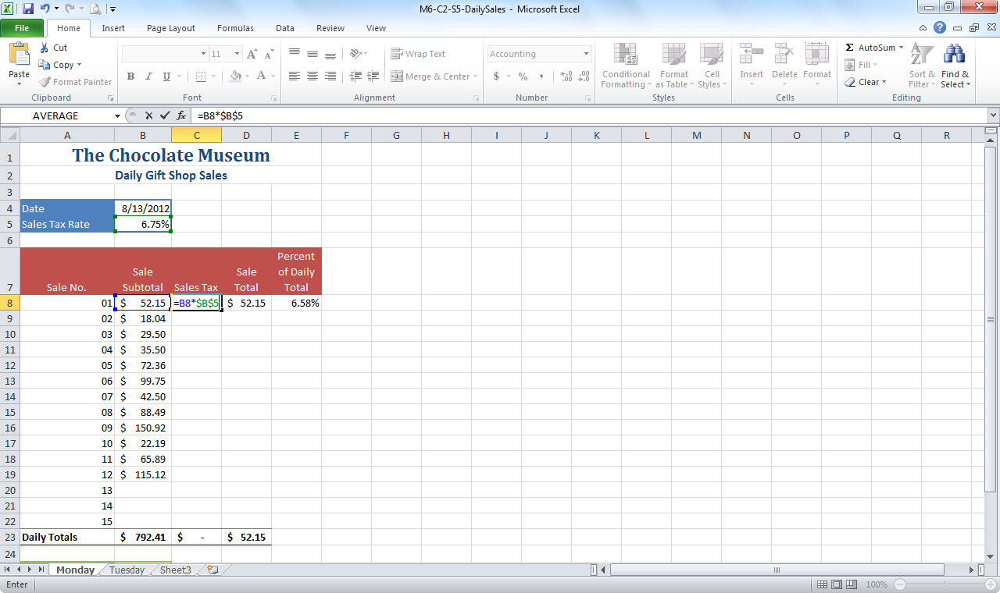 M6-C2-S5-DailySales - Microsoft Excel
File Home Insert Page Layout Formulas Data Review View
Paste
Cut
Copy
Format Painter
Clipboard
11
A A
B I U A
Font
Wrap Text
Merge & Center
Alignment
Accounting
$ % , .00 .0
Number
Conditional Formatting
Format as Table
Cell Styles
Styles
Insert Delete Format
Cells
Σ AutoSum
Fill
Clear
Sort & Filter
Find & Select
Editing
AVERAGE fx =B8*$B$5
A B C D E F G H I J K L M N O P Q R
1 The Chocolate Museum
2 Daily Gift Shop Sales
3
4 Date 8/13/2012
5 Sales Tax Rate 6.75%
6
7 Sale No. Sale Subtotal Sales Tax Sale Total Percent of Daily Total
8 01 $ 52.15 =B8*$B$5 $ 52.15 6.58%
9 02 $ 18.04
10 03 $ 29.50
11 04 $ 35.50
12 05 $ 72.36
13 06 $ 99.75
14 07 $ 42.50
15 08 $ 88.49
16 09 $ 150.92
17 10 $ 22.19
18 11 $ 65.89
19 12 $ 115.12
20 13
21 14
22 15
23 Daily Totals $ 792.41 $ - $ 52.15
24
Monday Tuesday Sheet3
Enter 100%